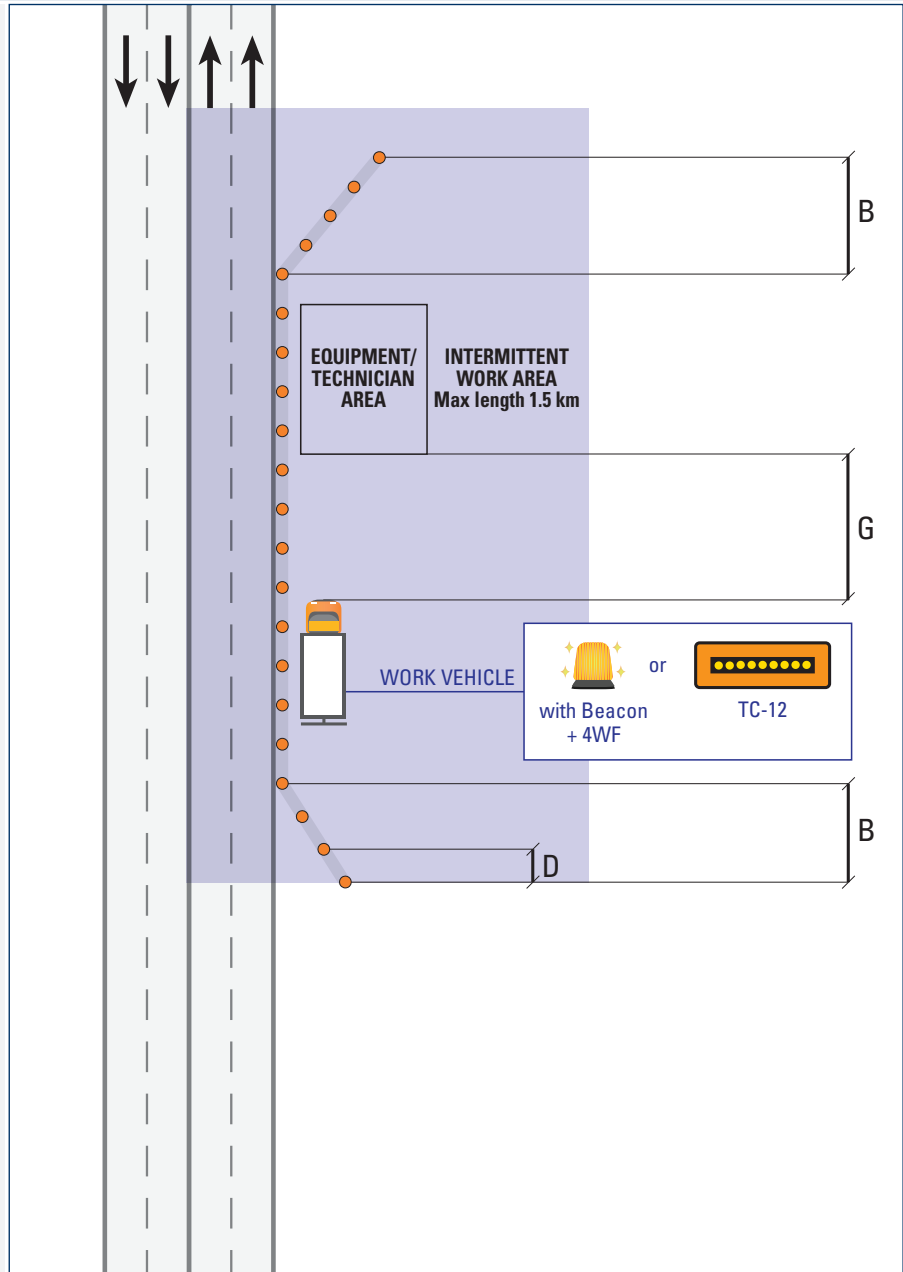 B
EQUIPMENT/
TECHNICIAN
AREA
INTERMITTENT
WORK AREA
Max length 1.5 km
G
WORK VEHICLE
with Beacon
+ 4WF
or
TC-12
B
D